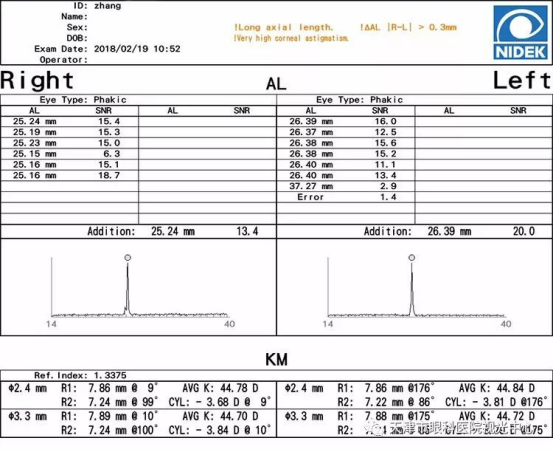 ID: zhang
Name:
Sex:
DOB:
Exam Date: 2018/02/19 10:52
Operator:
!Long axial length. !ΔAL |R-L| > 0.3mm
!Very high corneal astigmatism.
NIDEK
Right AL Left
Eye Type: Phakic Eye Type: Phakic
AL SNR AL SNR AL SNR AL SNR
25.24 mm 15.4 26.39 mm 16.0
25.19 mm 15.3 26.37 mm 12.5
25.23 mm 15.0 26.38 mm 15.6
25.15 mm 6.3 26.38 mm 15.2
25.16 mm 15.1 26.40 mm 11.1
25.16 mm 18.7 26.40 mm 13.4
37.27 mm 2.9
Error 1.4
Addition: 25.24 mm 13.4 Addition: 26.39 mm 20.0
14 40 14 40
KM
Ref. Index: 1.3375
Φ2.4 mm R1: 7.86 mm @ 9° AVG K: 44.78 D Φ2.4 mm R1: 7.86 mm @176° AVG K: 44.84 D
R2: 7.24 mm @ 99° CYL: - 3.68 D @ 9° R2: 7.22 mm @ 86° CYL: - 3.81 D @176°
Φ3.3 mm R1: 7.89 mm @ 10° AVG K: 44.70 D Φ3.3 mm R1: 7.88 mm @175° AVG K: 44.72 D
R2: 7.24 mm @100° CYL: - 3.84 D @ 10° R2:
天津市眼科医院视光中心